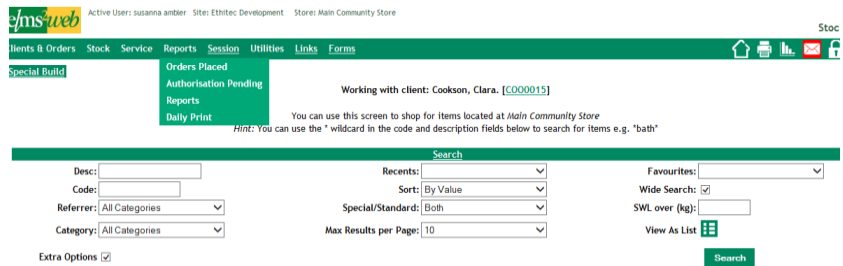 elms2web
Active User: susanna ambler Site: Ethitec Development Store: Main Community Store
Stoc
lients & Orders Stock Service Reports Session Utilities Links Forms
Special Build
Orders Placed
Authorisation Pending
Reports
Daily Print
Working with client: Cookson, Clara. [CO00015]
You can use this screen to shop for items located at Main Community Store
Hint: You can use the * wildcard in the code and description fields below to search for items e.g. *bath*
Search
Desc: Recents: Favourites:
Code: Sort: By Value Wide Search:
Referrer: All Categories Special/Standard: Both SWL over (kg):
Category: All Categories Max Results per Page: 10 View As List
Extra Options Search